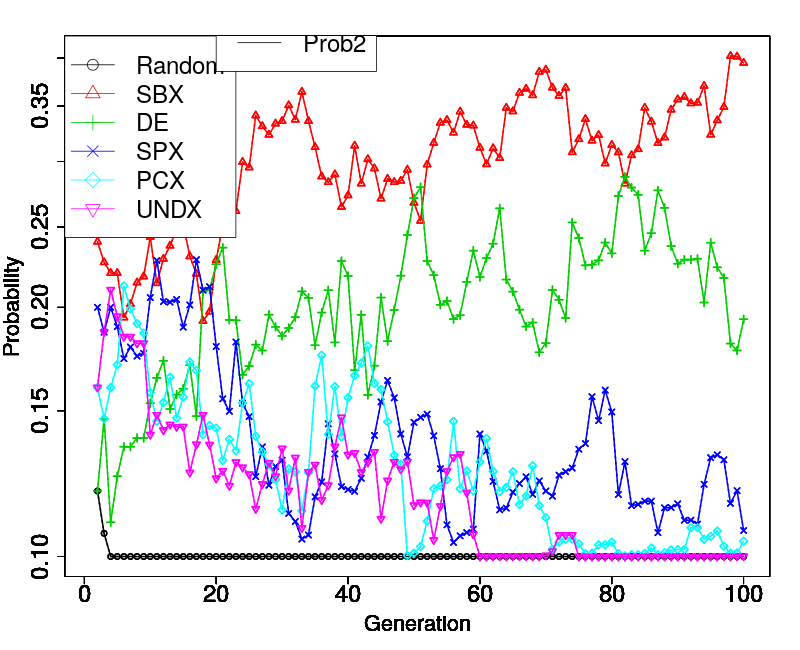 Prob2
Random
SBX
DE
SPX
PCX
UNDX
0.35
0.25
0.20
0.15
0.10
Probability
0 20 40 60 80 100
Generation